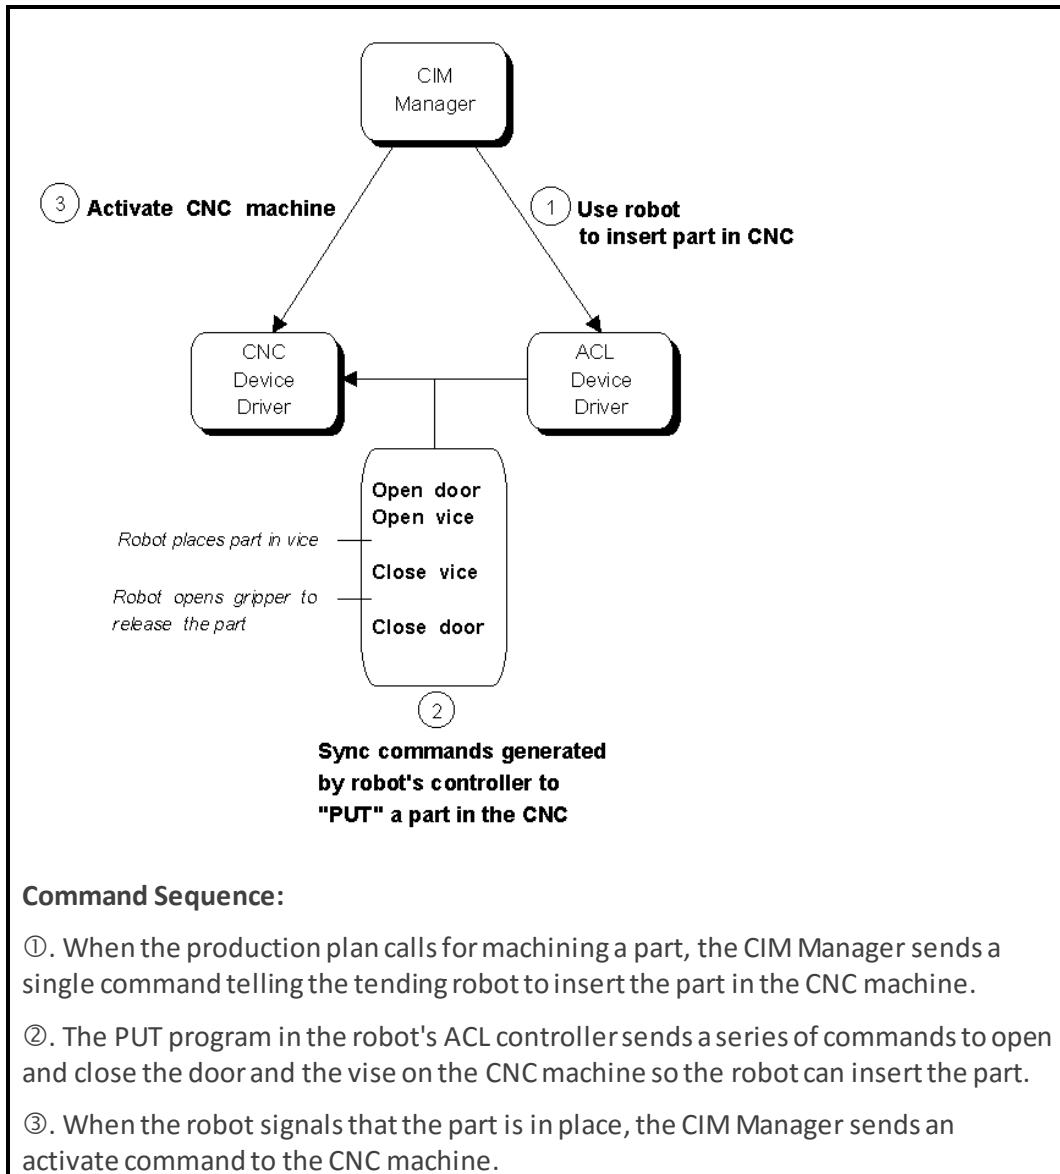 CIM
Manager
3 Activate CNC machine
1 Use robot
to insert part in CNC
CNC
Device
Driver
ACL
Device
Driver
Open door
Open vice
Robot places part in vice
Close vice
Robot opens gripper to
release the part
Close door
2
Sync commands generated
by robot's controller to
"PUT" a part in the CNC
Command Sequence:
①. When the production plan calls for machining a part, the CIM Manager sends a
single command telling the tending robot to insert the part in the CNC machine.
②. The PUT program in the robot's ACL controller sends a series of commands to open
and close the door and the vise on the CNC machine so the robot can insert the part.
③. When the robot signals that the part is in place, the CIM Manager sends an
activate command to the CNC machine.